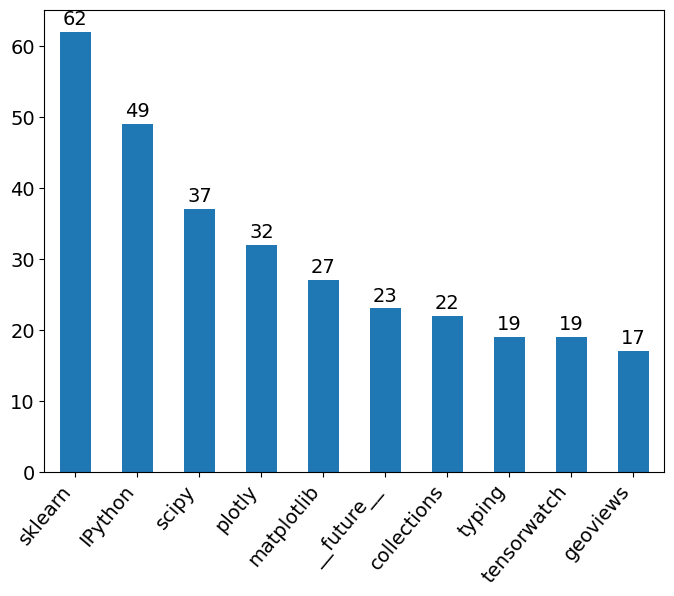 62
60
49
50
40
37
32
30
27
23
22
20
19
19
17
10
0
sklearn
IPython
scipy
plotly
matplotlib
__future__
collections
typing
tensorwatch
geoviews